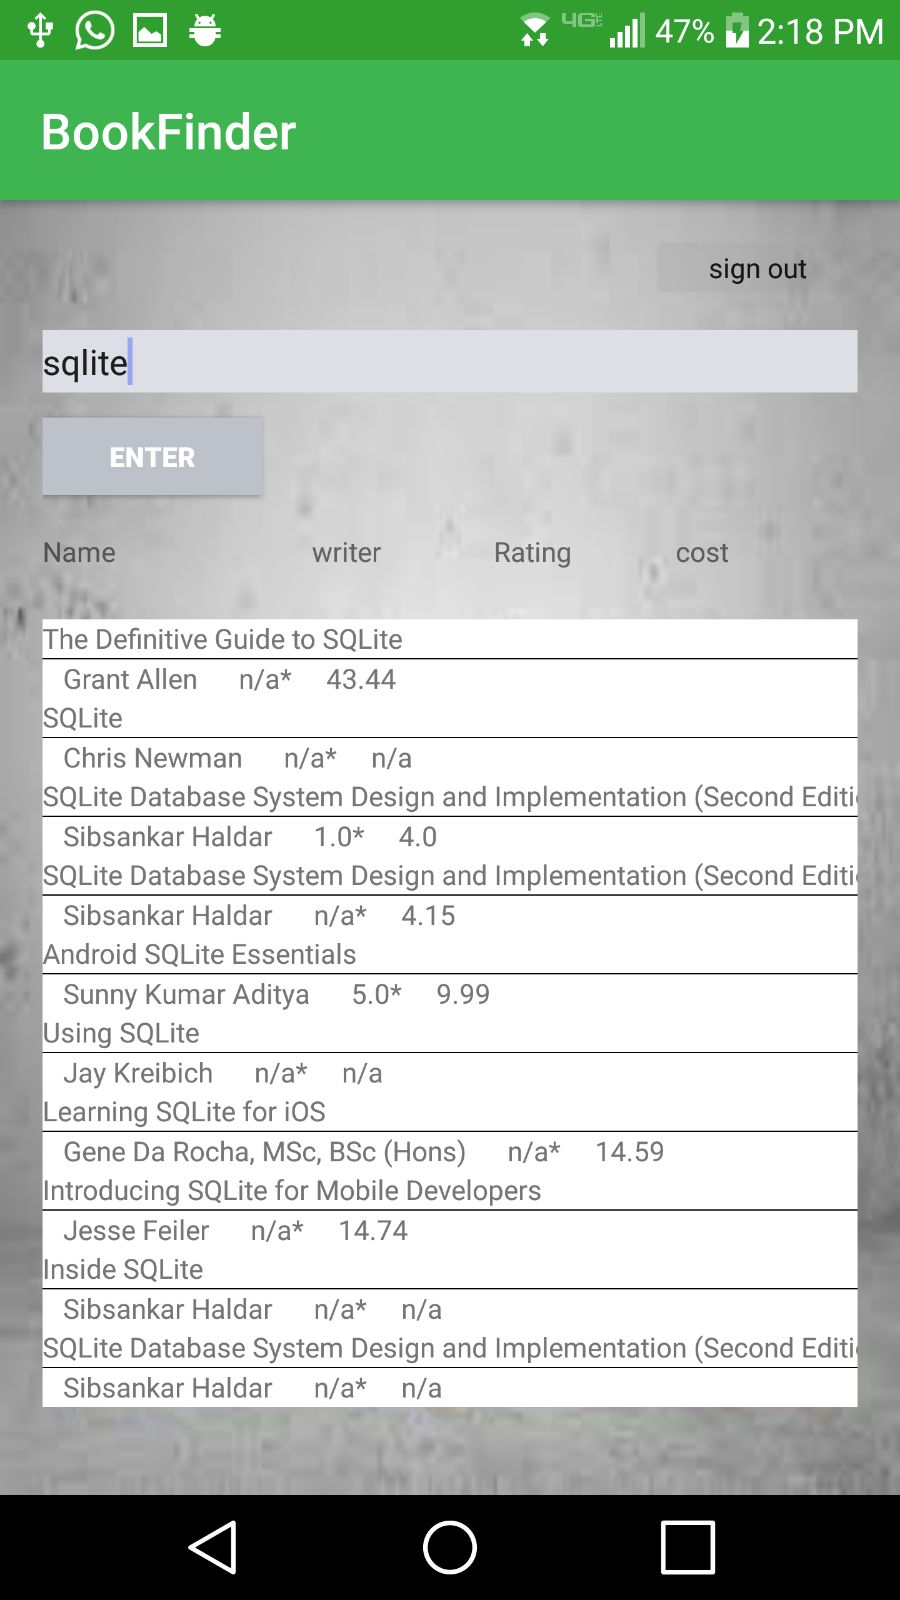 4G LTE 47% 2:18 PM
BookFinder
sign out
sqlite
ENTER
Name writer Rating cost
The Definitive Guide to SQLite
Grant Allen n/a* 43.44
SQLite
Chris Newman n/a* n/a
SQLite Database System Design and Implementation (Second Editi
Sibsankar Haldar 1.0* 4.0
SQLite Database System Design and Implementation (Second Editi
Sibsankar Haldar n/a* 4.15
Android SQLite Essentials
Sunny Kumar Aditya 5.0* 9.99
Using SQLite
Jay Kreibich n/a* n/a
Learning SQLite for iOS
Gene Da Rocha, MSc, BSc (Hons) n/a* 14.59
Introducing SQLite for Mobile Developers
Jesse Feiler n/a* 14.74
Inside SQLite
Sibsankar Haldar n/a* n/a
SQLite Database System Design and Implementation (Second Editi
Sibsankar Haldar n/a* n/a